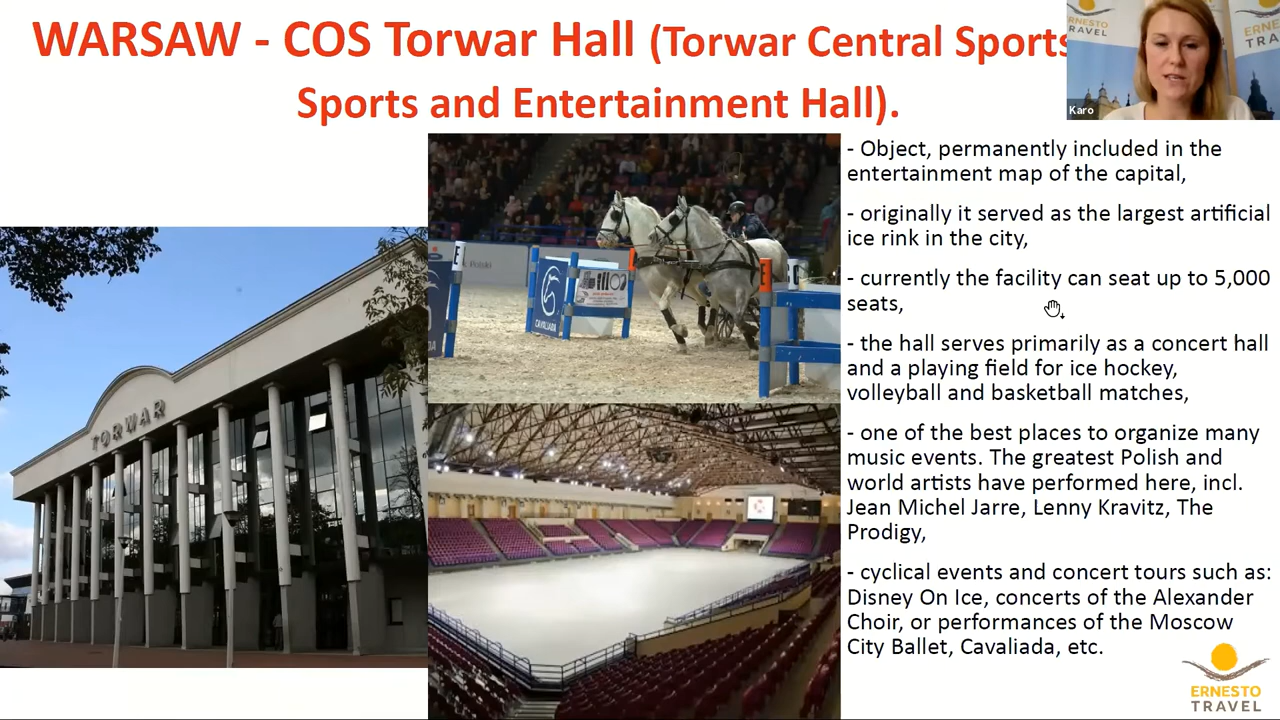 WARSAW - COS Torwar Hall (Torwar Central Sports
Sports and Entertainment Hall).
ERNESTO
TRAVEL
Karo
- Object, permanently included in the
entertainment map of the capital,
- originally it served as the largest artificial
ice rink in the city,
- currently the facility can seat up to 5,000
seats,
- the hall serves primarily as a concert hall
and a playing field for ice hockey,
volleyball and basketball matches,
- one of the best places to organize many
music events. The greatest Polish and
world artists have performed here, incl.
Jean Michel Jarre, Lenny Kravitz, The
Prodigy,
- cyclical events and concert tours such as:
Disney On Ice, concerts of the Alexander
Choir, or performances of the Moscow
City Ballet, Cavaliada, etc.
TORWAR
CAVALIADA
ERNESTO
TRAVEL